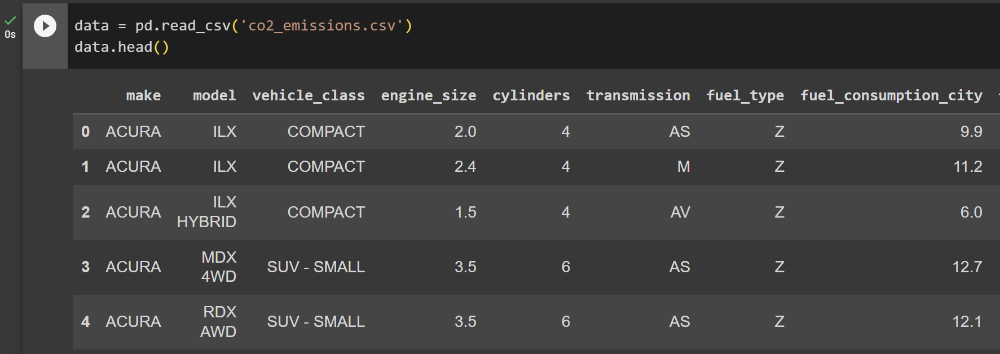 0s
data = pd.read_csv('co2_emissions.csv')
data.head()
make model vehicle_class engine_size cylinders transmission fuel_type fuel_consumption_city
0 ACURA ILX COMPACT 2.0 4 AS Z 9.9
1 ACURA ILX COMPACT 2.4 4 M Z 11.2
2 ACURA ILX HYBRID COMPACT 1.5 4 AV Z 6.0
3 ACURA MDX 4WD SUV - SMALL 3.5 6 AS Z 12.7
4 ACURA RDX AWD SUV - SMALL 3.5 6 AS Z 12.1